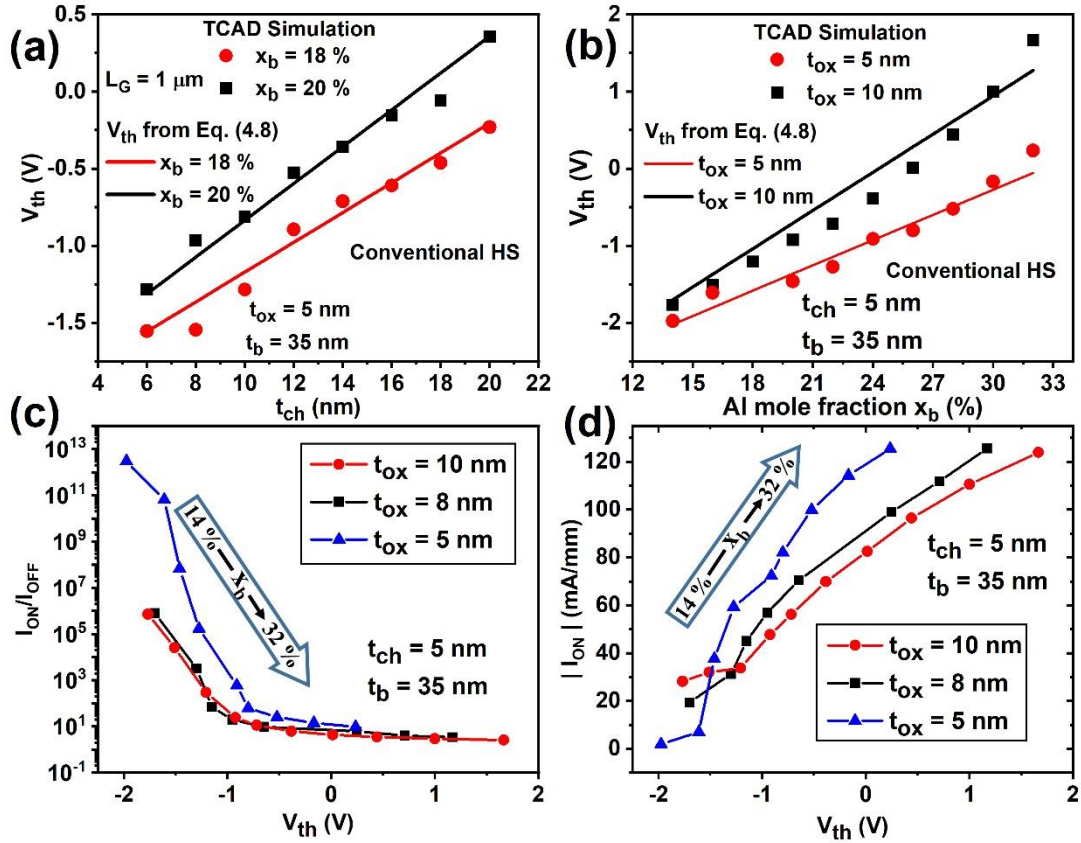 (a)
TCAD Simulation
x_b = 18 %
x_b = 20 %
L_G = 1 μm
V_th from Eq. (4.8)
x_b = 18 %
x_b = 20 %
Conventional HS
t_ox = 5 nm
t_b = 35 nm
0.5
0.0
-0.5
-1.0
-1.5
V_th (V)
4 6 8 10 12 14 16 18 20 22
t_ch (nm)
(b)
TCAD Simulation
t_ox = 5 nm
t_ox = 10 nm
V_th from Eq. (4.8)
t_ox = 5 nm
t_ox = 10 nm
Conventional HS
t_ch = 5 nm
t_b = 35 nm
2
1
0
-1
-2
V_th (V)
12 15 18 21 24 27 30 33
Al mole fraction x_b (%)
(c)
10^13
10^11
10^9
10^7
10^5
10^3
10^1
10^-1
I_ON/I_OFF
t_ox = 10 nm
t_ox = 8 nm
t_ox = 5 nm
14 % x_b 32 %
t_ch = 5 nm
t_b = 35 nm
-2 -1 0 1 2
V_th (V)
(d)
120
100
80
60
40
20
0
| I_ON | (mA/mm)
14 % x_b 32 %
t_ch = 5 nm
t_b = 35 nm
t_ox = 10 nm
t_ox = 8 nm
t_ox = 5 nm
-2 -1 0 1 2
V_th (V)